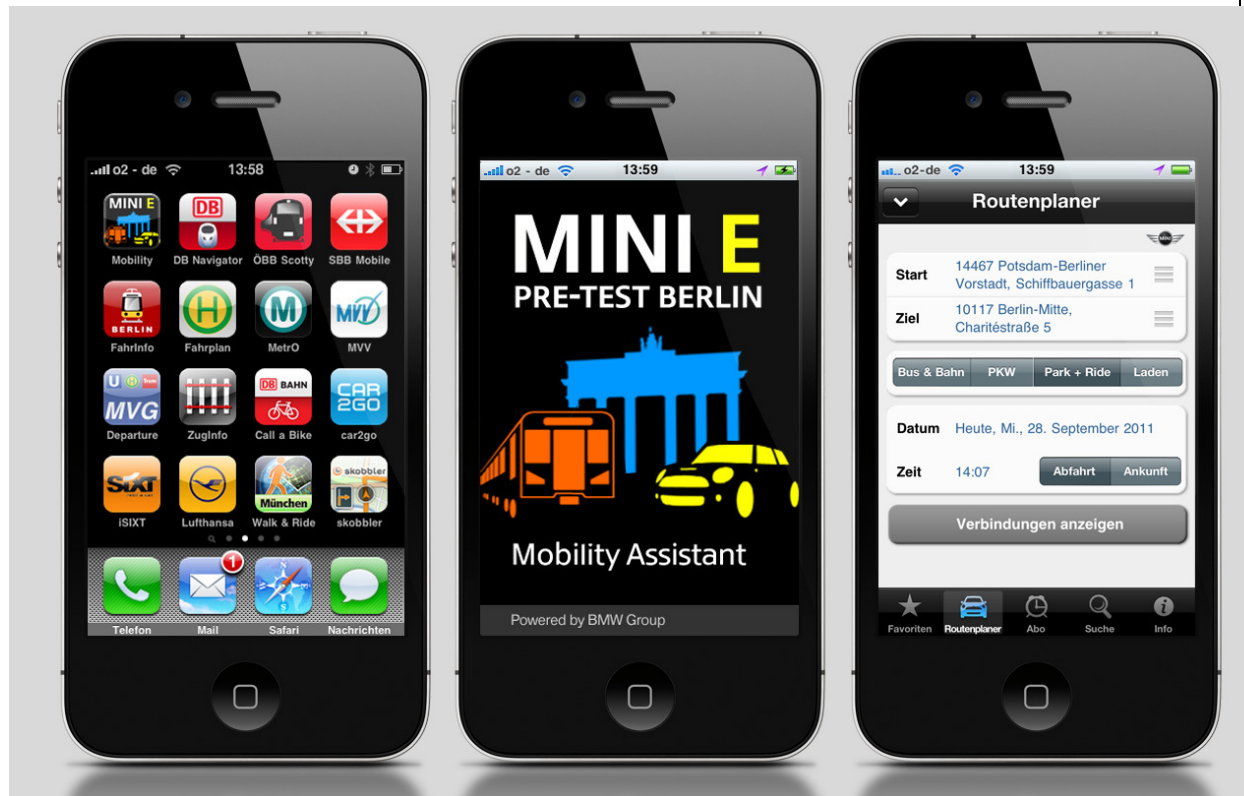 o2 - de 13:58
MINI E
Mobility
DB
DB Navigator
ÖBB Scotty
SBB Mobile
BERLIN
FahrInfo
H
Fahrplan
M
MetrO
MVV
MVV
U H Tram
MVG
Departure
ZugInfo
DB BAHN
Call a Bike
CAR
2GO
car2go
SIXT
iSIXT
Lufthansa
München
Walk & Ride
skobbler
skobbler
1
Telefon
Mail
Safari
Nachrichten
o2 - de 13:59
MINI E
PRE-TEST BERLIN
Mobility Assistant
Powered by BMW Group
o2-de 13:59
Routenplaner
MINI
Start 14467 Potsdam-Berliner
Vorstadt, Schiffbauergasse 1
Ziel 10117 Berlin-Mitte,
Charitéstraße 5
Bus & Bahn PKW Park + Ride Laden
Datum Heute, Mi., 28. September 2011
Zeit 14:07 Abfahrt Ankunft
Verbindungen anzeigen
Favoriten Routenplaner Abo Suche Info